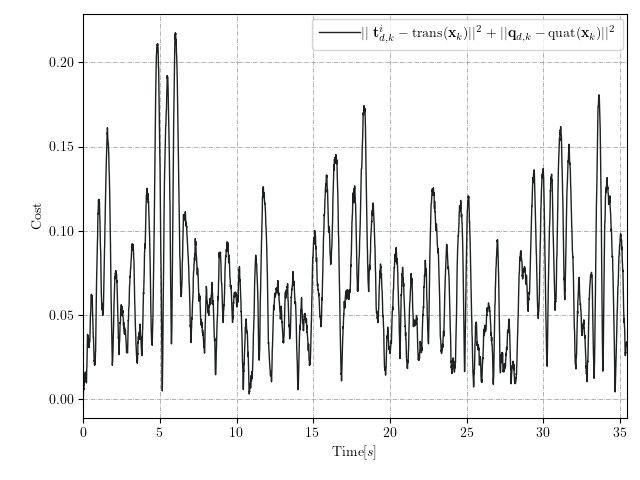 || t^i_{d,k} − trans(x_k)||^2 + ||q_{d,k} − quat(x_k)||^2
0.20
0.15
Cost
0.10
0.05
0.00
0 5 10 15 20 25 30 35
Time[s]